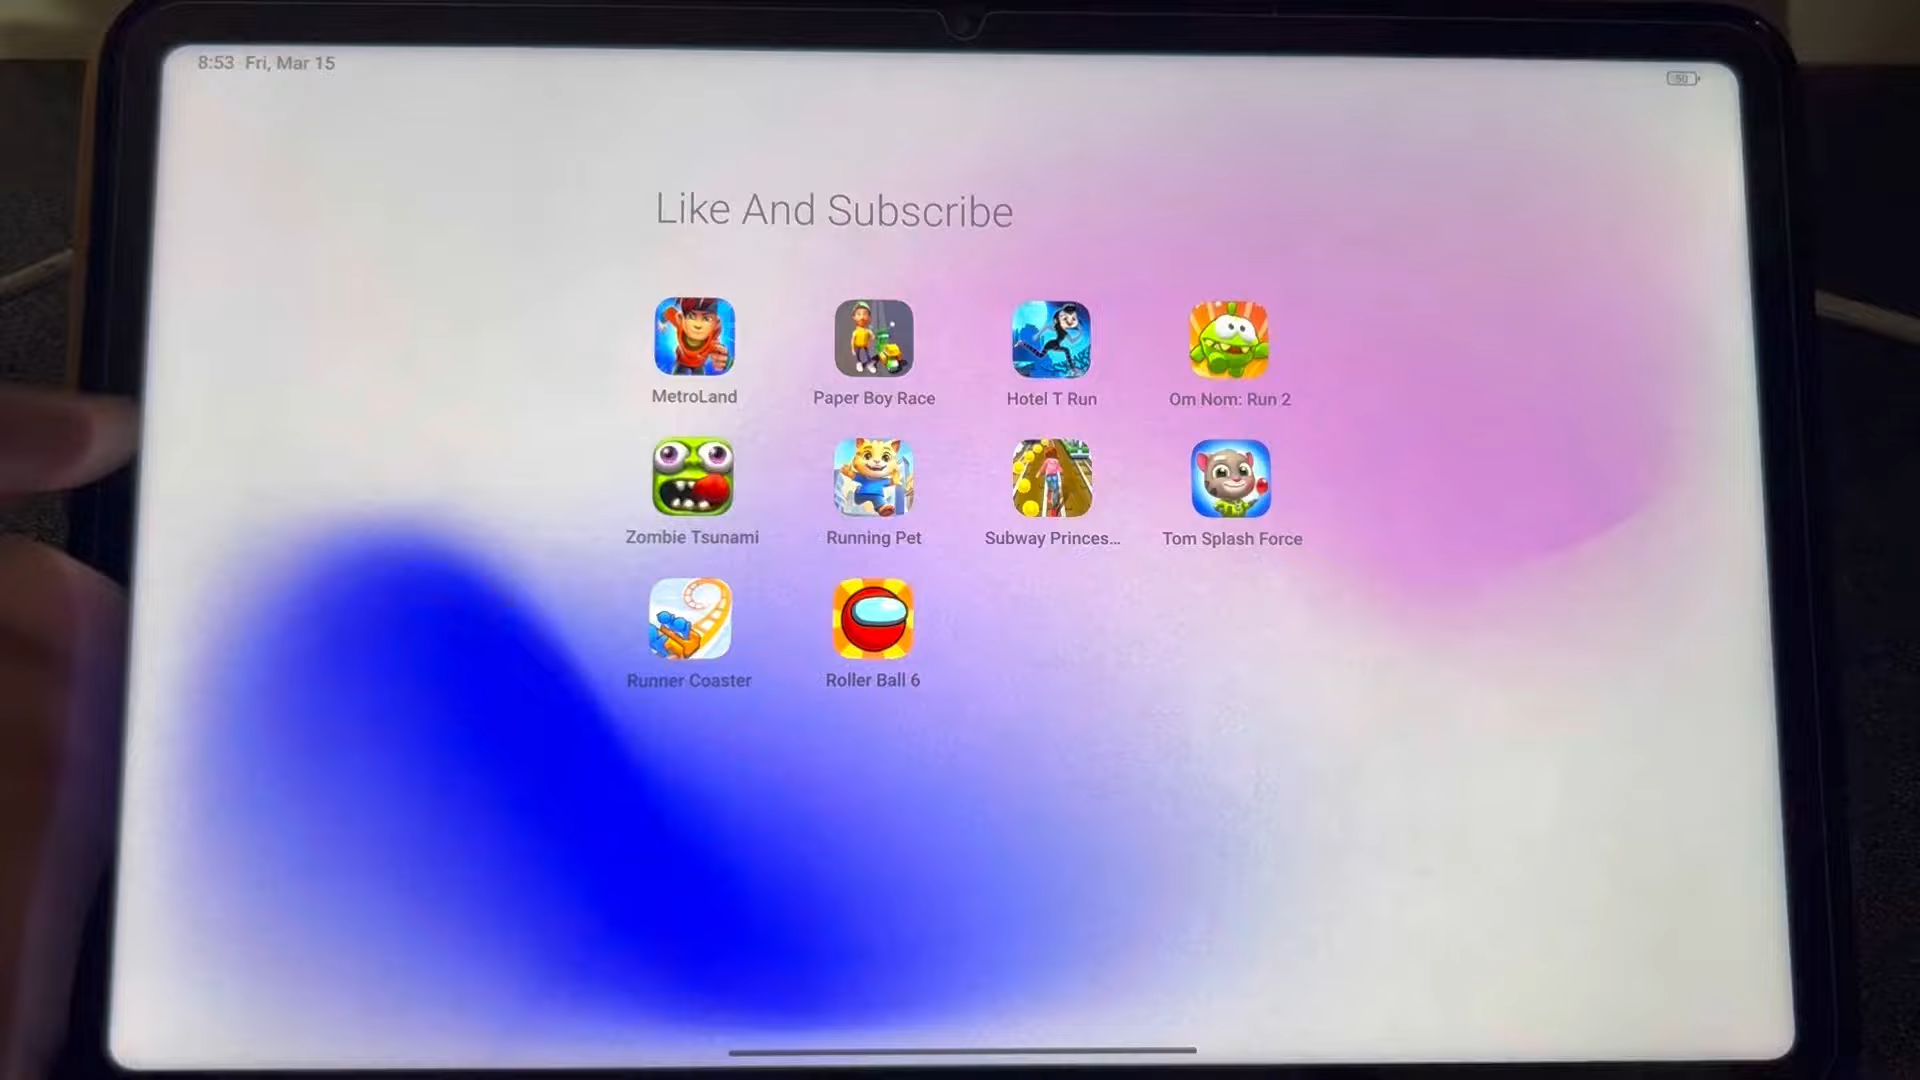 8:53 Fri, Mar 15
50
Like And Subscribe
MetroLand
Paper Boy Race
Hotel T Run
Om Nom: Run 2
Zombie Tsunami
Running Pet
Subway Princes...
Tom Splash Force
Runner Coaster
Roller Ball 6